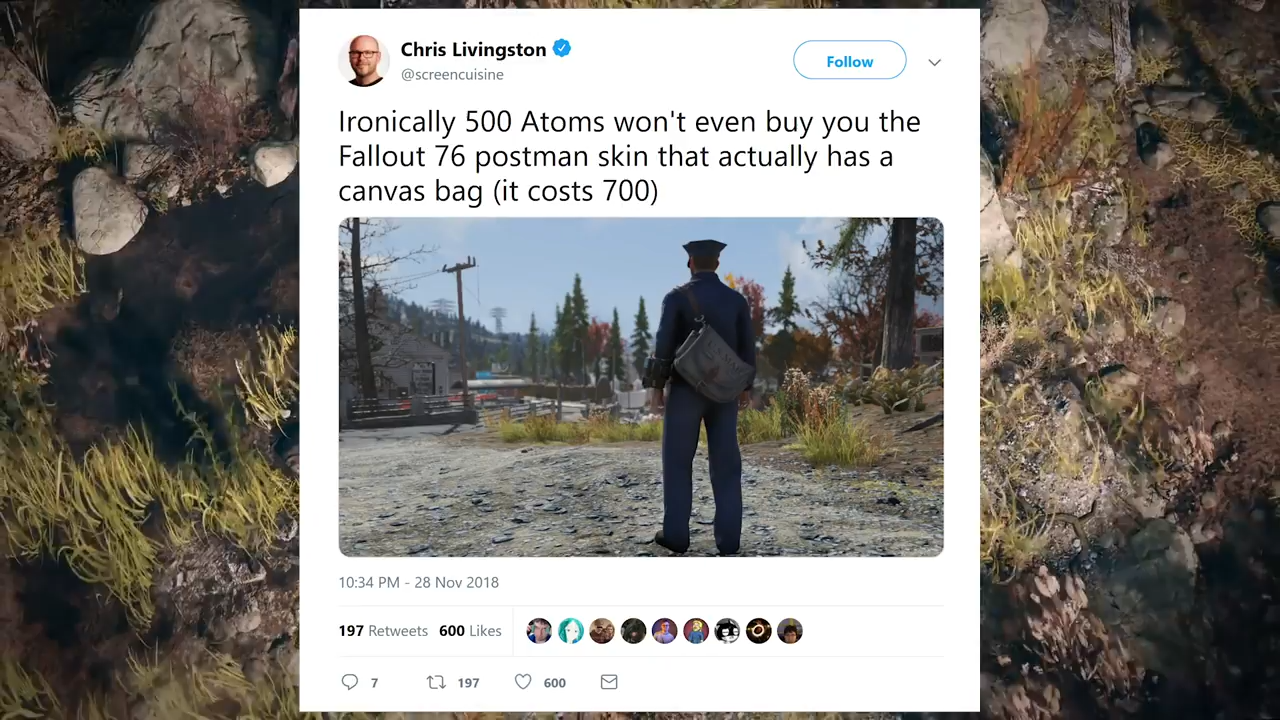 Chris Livingston
@screencuisine
Follow
Ironically 500 Atoms won't even buy you the
Fallout 76 postman skin that actually has a
canvas bag (it costs 700)
10:34 PM - 28 Nov 2018
197 Retweets 600 Likes
7 197 600